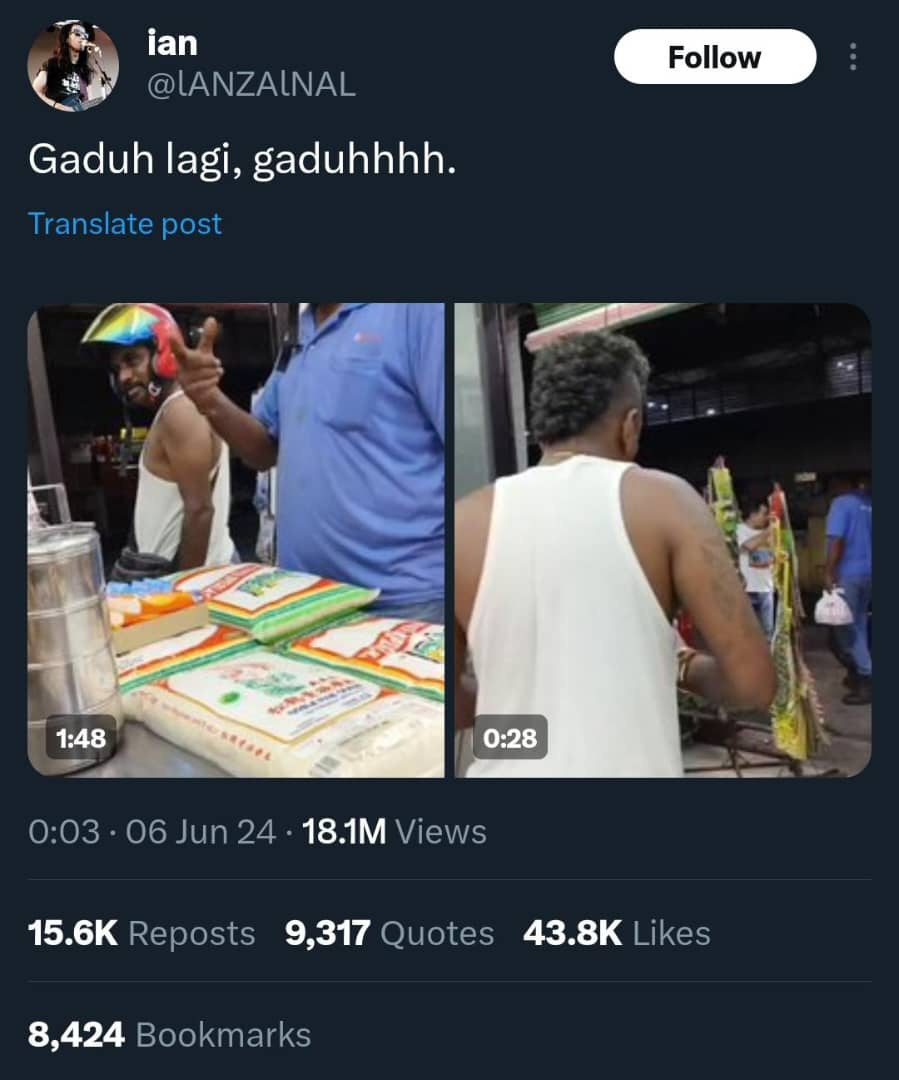 ian
@lANZAlNAL
Follow
Gaduh lagi, gaduhhhh.
Translate post
1:48
0:28
0:03 · 06 Jun 24 · 18.1M Views
15.6K Reposts 9,317 Quotes 43.8K Likes
8,424 Bookmarks